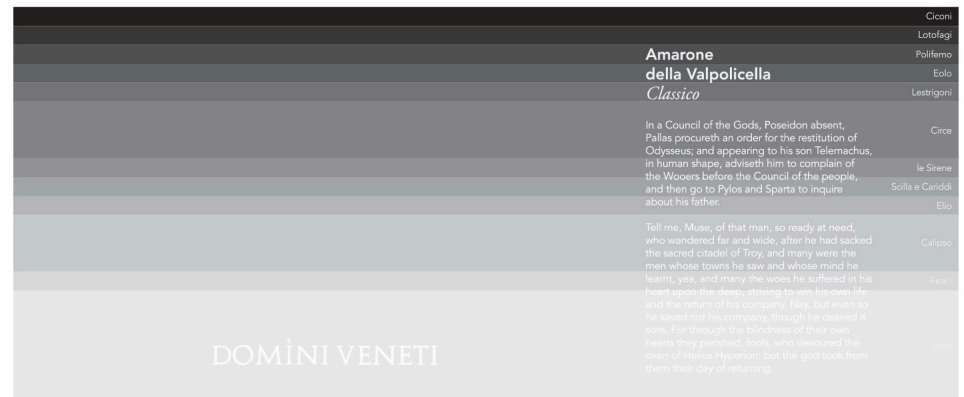 Ciconi
Lotofagi
Polifemo
Eolo
Lestrigoni
Circe
le Sirene
Scilla e Cariddi
Elio
Calipso
Feaci
Amarone
della Valpolicella
Classico
In a Council of the Gods, Poseidon absent,
Pallas procureth an order for the restitution of
Odysseus; and appearing to his son Telemachus,
in human shape, adviseth him to complain of
the Wooers before the Council of the people,
and then go to Pylos and Sparta to inquire
about his father.
Tell me, Muse, of that man, so ready at need,
who wandered far and wide, after he had sacked
the sacred citadel of Troy, and many were the
men whose towns he saw and whose mind he
learnt, yea, and many the woes he suffered in his
heart upon the deep, striving to win his own life
and the return of his company. Nay, but even so
he saved not his company, though he desired it
sore. For through the blindness of their own
hearts they perished, fools, who devoured the
oxen of Helios Hyperion: but the god took from
them their day of returning.
DOMÌNI VENETI